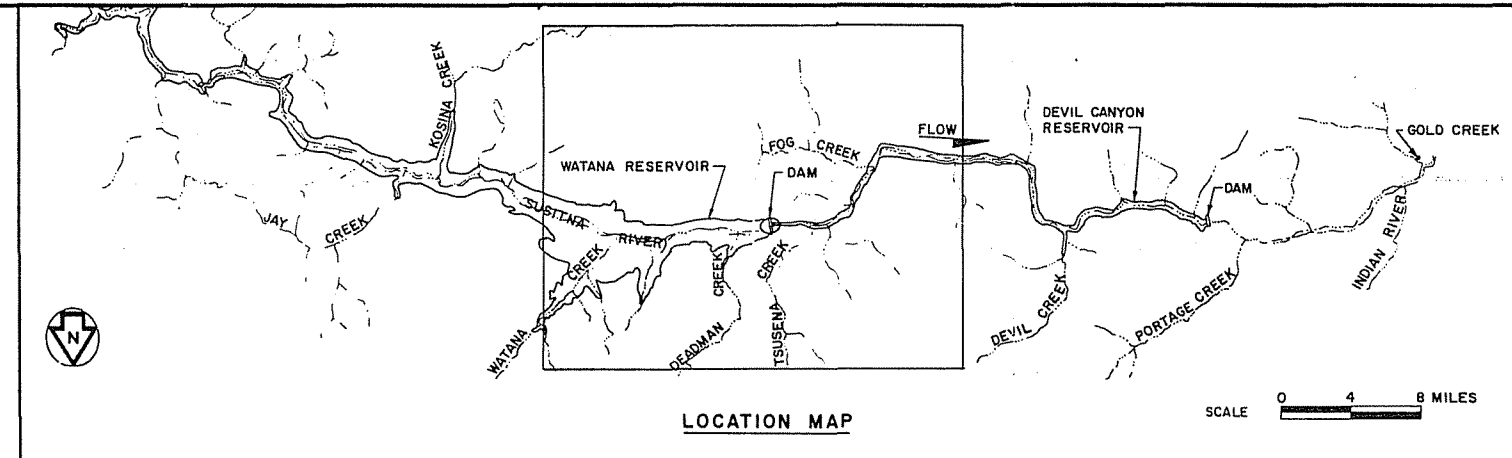 KOSINA CREEK
JAY CREEK
N
WATANA RESERVOIR
SUSITNA RIVER
WATANA CREEK
DEADMAN CREEK
TSUSENA CREEK
DAM
FOG CREEK
FLOW
DEVIL CANYON
RESERVOIR
DAM
GOLD CREEK
INDIAN RIVER
PORTAGE CREEK
DEVIL CREEK
LOCATION MAP
SCALE
0 4 8 MILES